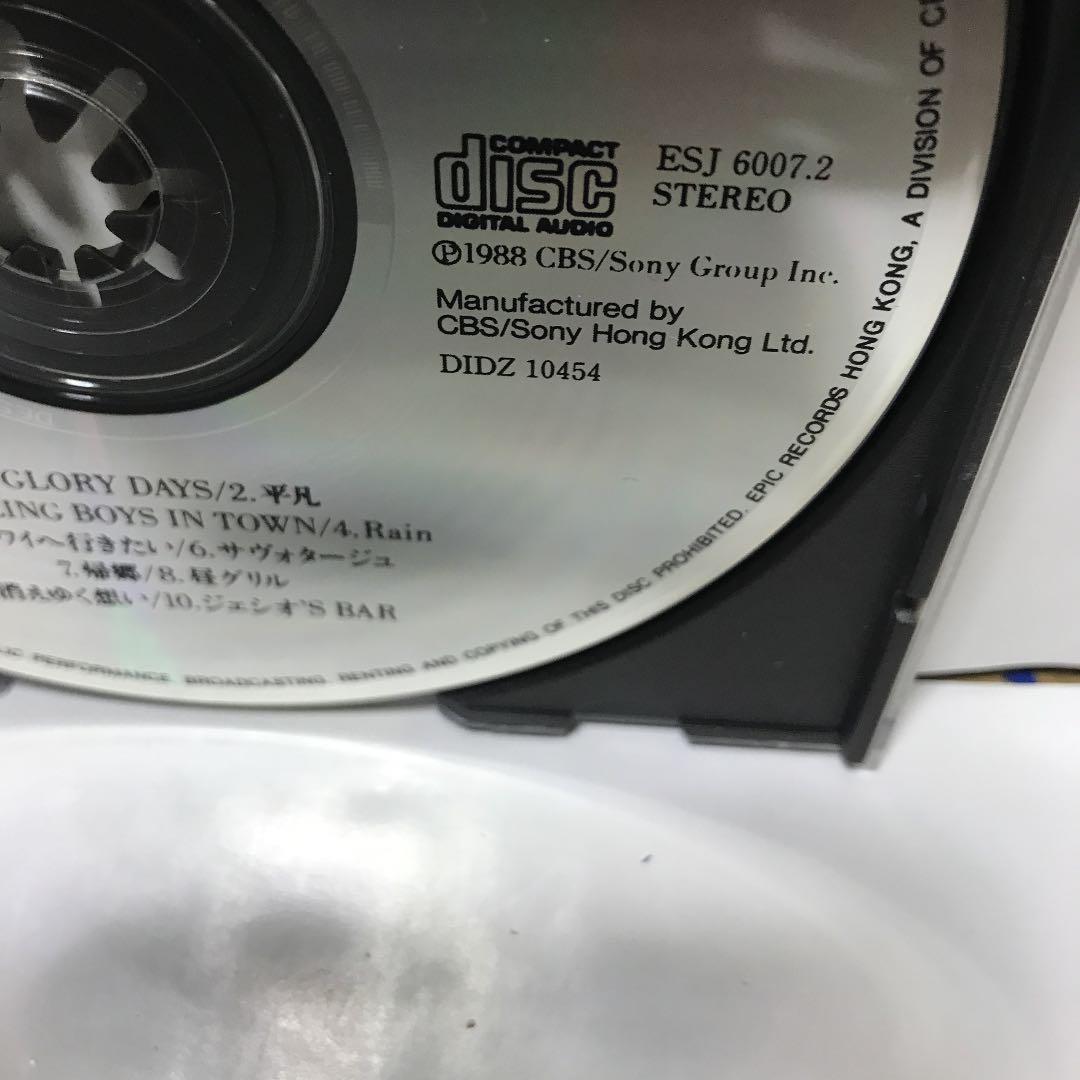 COMPACT
disc
DIGITAL AUDIO
ESJ 6007.2
STEREO
Ⓟ1988 CBS/Sony Group Inc.
Manufactured by
CBS/Sony Hong Kong Ltd.
DIDZ 10454
GLORY DAYS/2.平凡
LING BOYS IN TOWN/4.Rain
ワイへ行きたい/6.サヴォタージュ
7.帰郷/8.昼グリル
消えゆく想い/10.ジェシオ'S BAR
LIC PERFORMANCE BROADCASTING. RENTING AND COPYING OF THIS DISC PROHIBITED. EPIC RECORDS HONG KONG, A DIVISION OF C